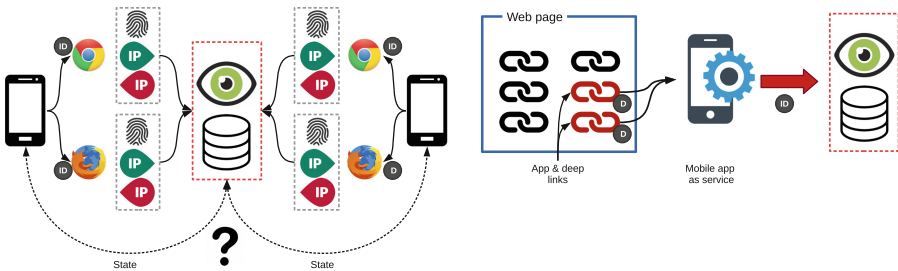 Web page
ID
IP
IP
IP
IP
ID
D
D
ID
ID
IP
IP
IP
IP
D
App & deep
links
Mobile app
as service
?
State
State